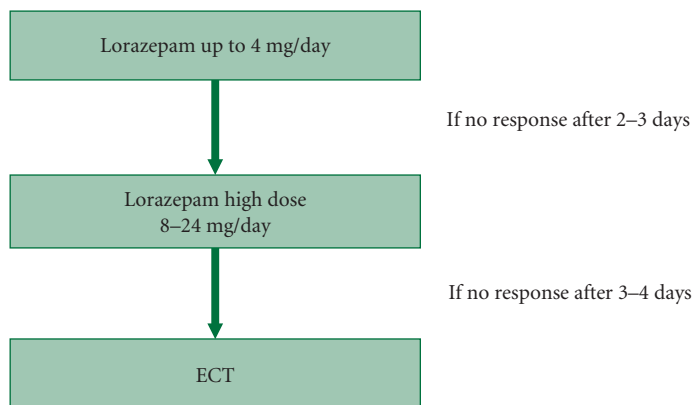 Lorazepam up to 4 mg/day
If no response after 2–3 days
Lorazepam high dose
8–24 mg/day
If no response after 3–4 days
ECT